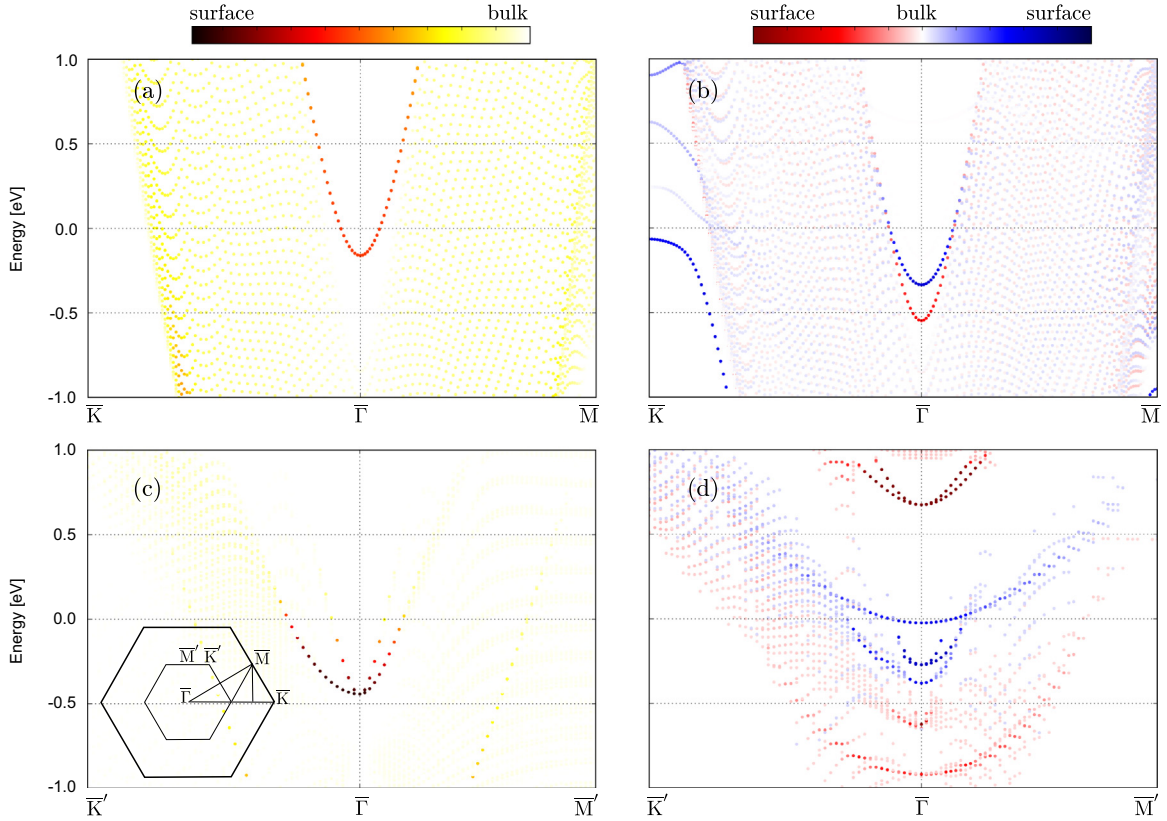 surface bulk
surface bulk surface
1.0
0.5
0.0
-0.5
-1.0
Energy [eV]
(a)
(b)
K̅ Γ̅ M̅
K̅ Γ̅ M̅
1.0
0.5
0.0
-0.5
-1.0
Energy [eV]
(c)
(d)
M̅′ K̅′ M̅
Γ̅ K̅
K̅′ Γ̅ M̅′
K̅′ Γ̅ M̅′